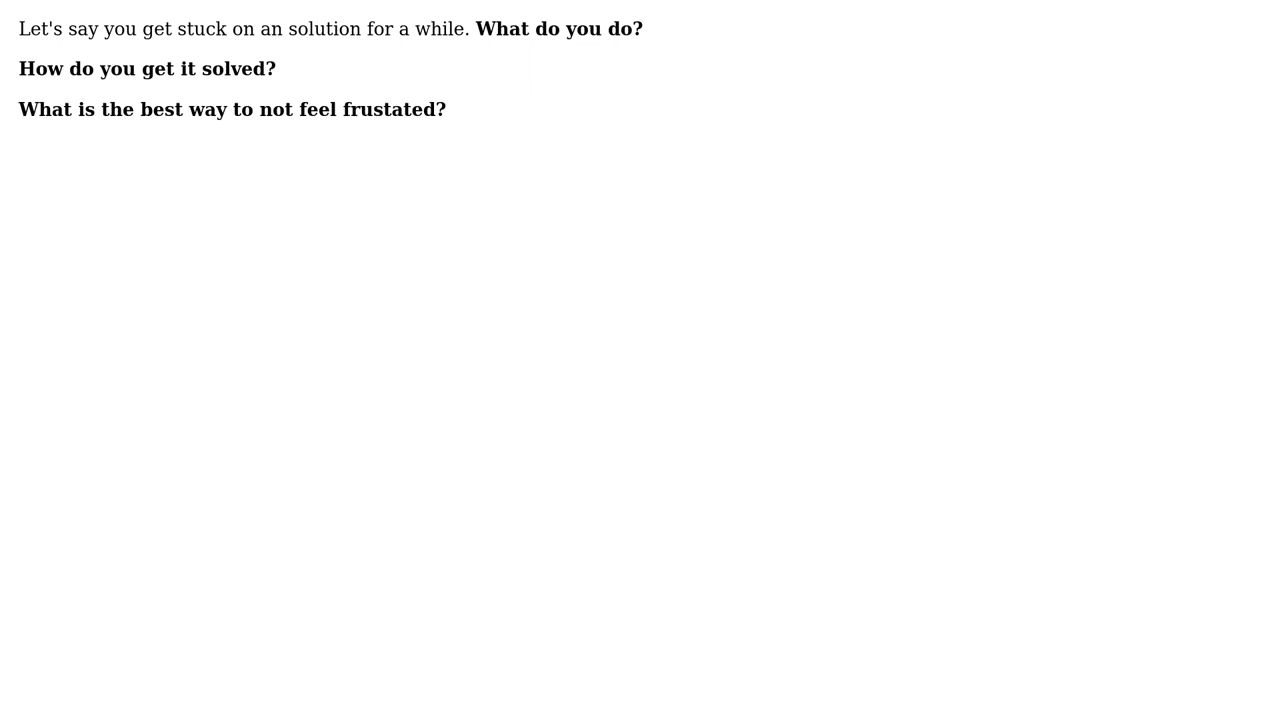 Let's say you get stuck on an solution for a while. What do you do?
How do you get it solved?
What is the best way to not feel frustated?